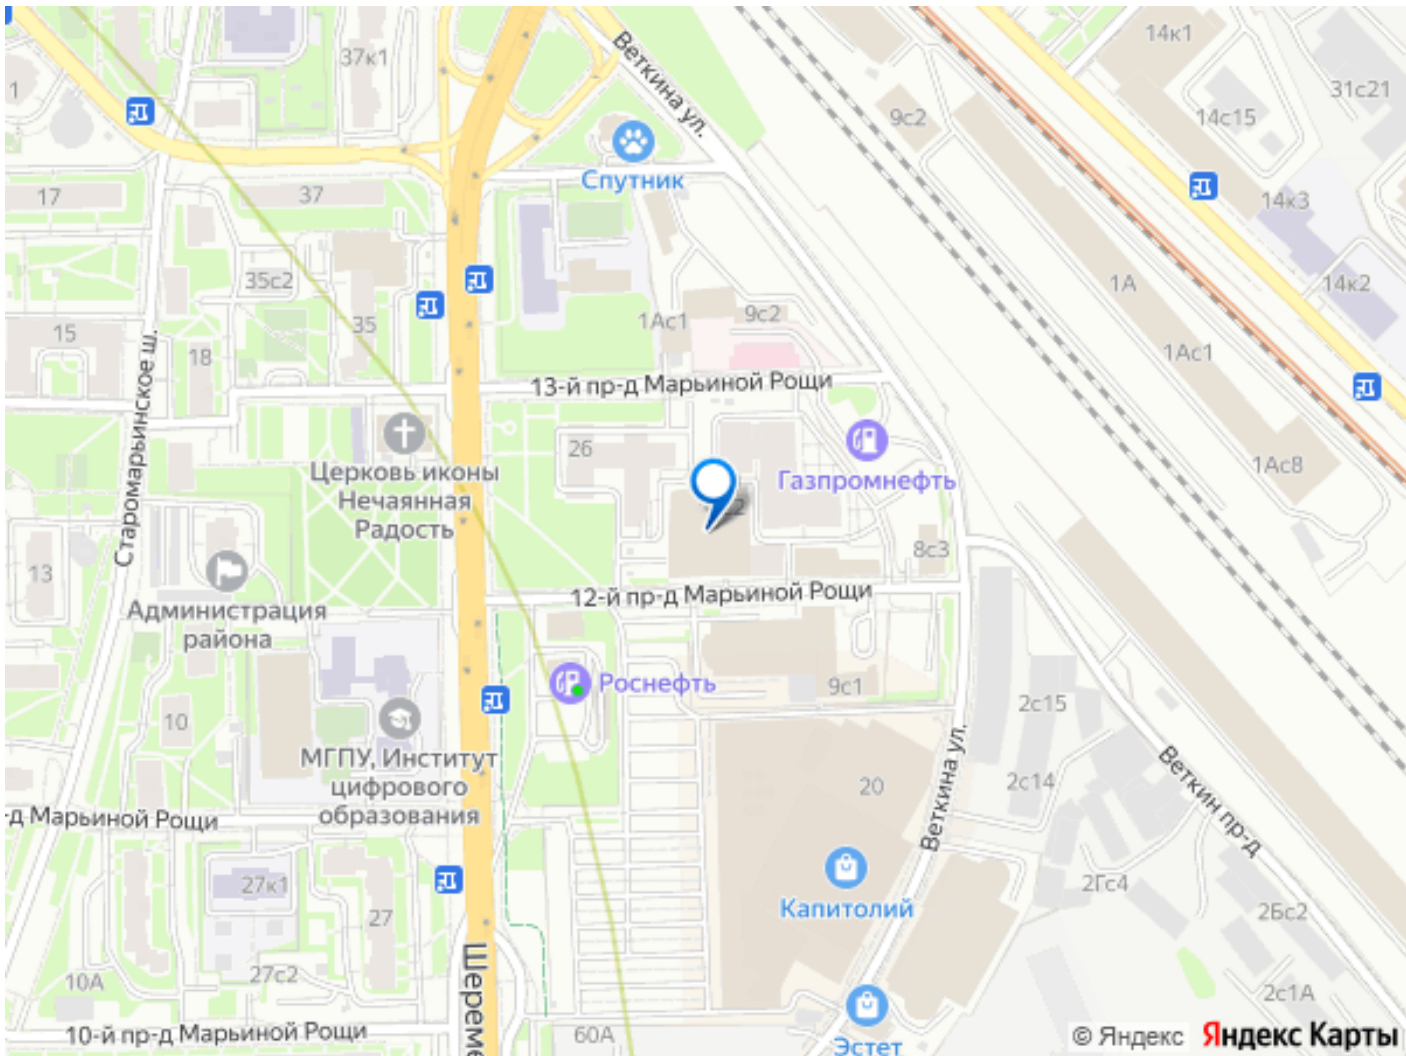 Веткина ул.
14к1
37к1
31с21
1
9с2
14с15
Спутник
17
37
14к3
35с2
1А
14к2
15
18
35
1Ас1
9с2
1Ас1
13-й пр-д Марьиной Рощи
Старомарьинское ш.
26
Церковь иконы
Нечаянная
Радость
Газпромнефть
1Ас8
2
8с3
13
Администрация
района
12-й пр-д Марьиной Рощи
Роснефть
9с1
2с15
10
МГПУ, Институт
цифрового
образования
20
2с14
Веткина ул.
Веткин пр-д
-д Марьиной Рощи
27к1
27
Капитолий
2Гс4
2Бс2
10А
27с2
Шереме
2с1А
10-й пр-д Марьиной Рощи
60А
Эстет
© Яндекс Яндекс Карты